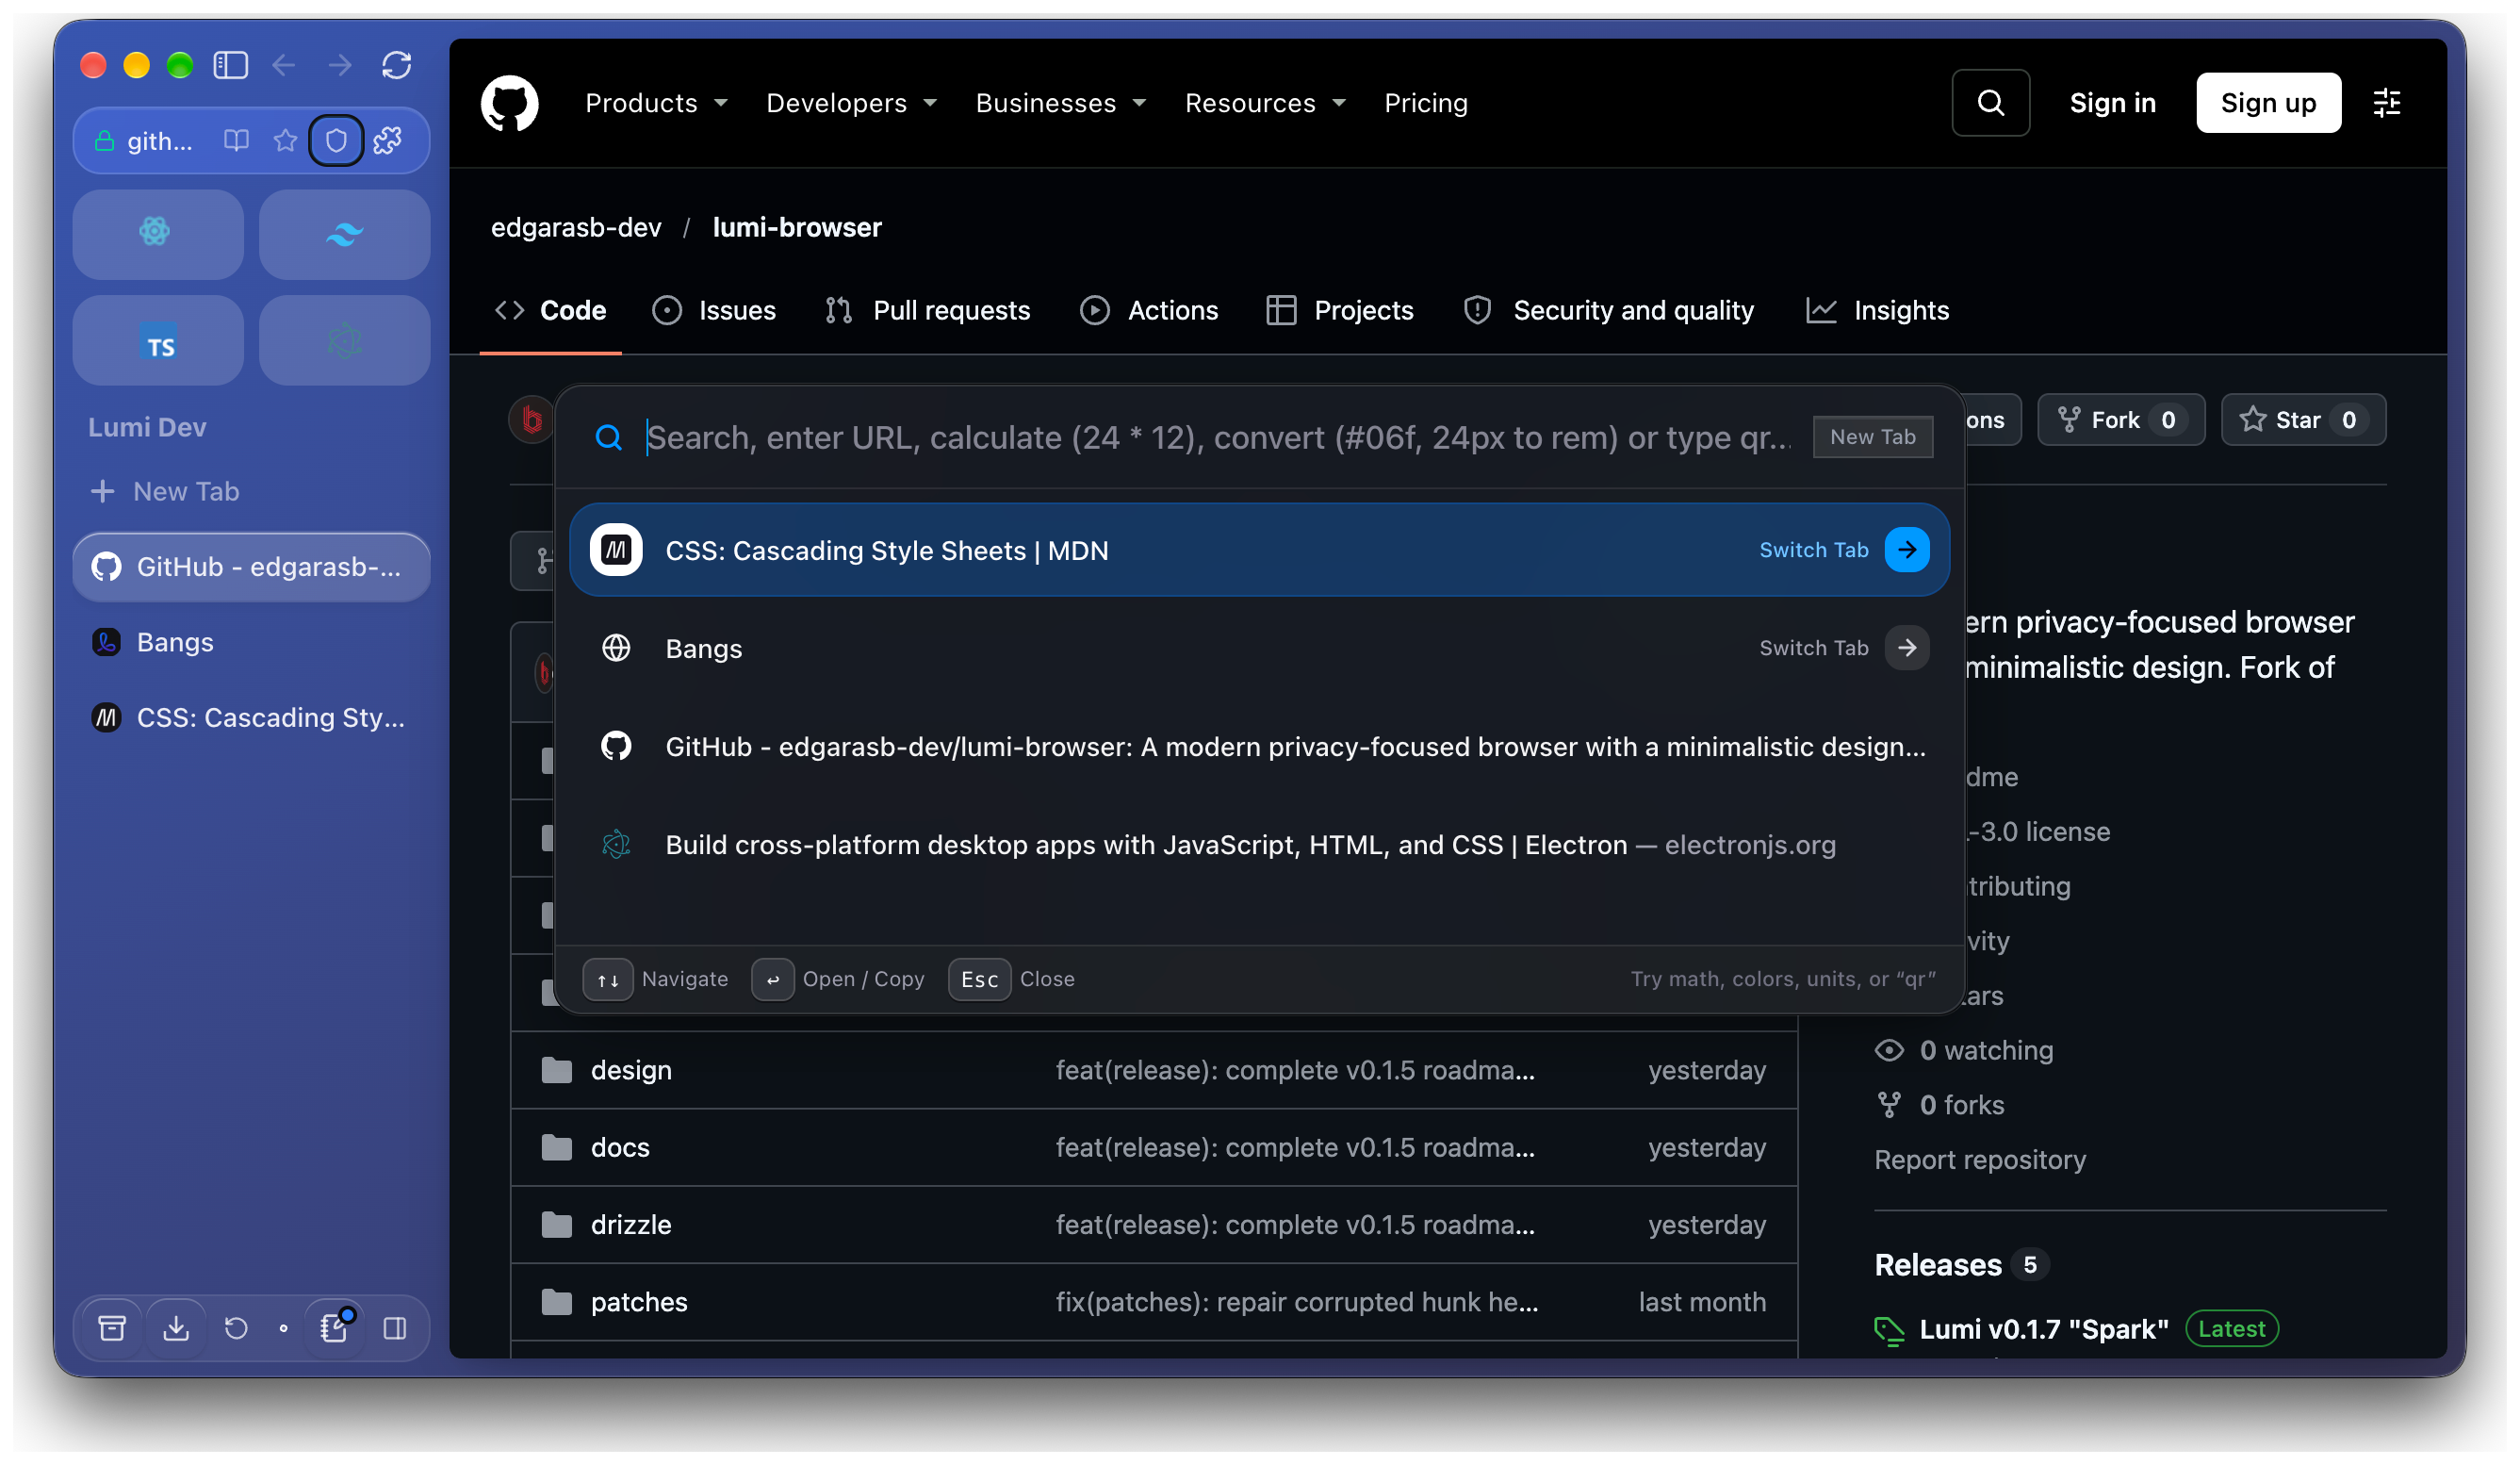 gith...
TS
Lumi Dev
New Tab
GitHub - edgarasb-...
Bangs
CSS: Cascading Sty...
Products
Developers
Businesses
Resources
Pricing
Sign in
Sign up
edgarasb-dev / lumi-browser
Code
Issues
Pull requests
Actions
Projects
Security and quality
Insights
ons
Fork 0
Star 0
Search, enter URL, calculate (24 * 12), convert (#06f, 24px to rem) or type qr...
New Tab
CSS: Cascading Style Sheets | MDN
Switch Tab
Bangs
Switch Tab
GitHub - edgarasb-dev/lumi-browser: A modern privacy-focused browser with a minimalistic design...
Build cross-platform desktop apps with JavaScript, HTML, and CSS | Electron — electronjs.org
↑↓ Navigate
↩ Open / Copy
Esc Close
Try math, colors, units, or “qr”
ern privacy-focused browser
minimalistic design. Fork of
dme
-3.0 license
tributing
vity
ars
0 watching
0 forks
Report repository
design
feat(release): complete v0.1.5 roadma...
yesterday
docs
feat(release): complete v0.1.5 roadma...
yesterday
drizzle
feat(release): complete v0.1.5 roadma...
yesterday
patches
fix(patches): repair corrupted hunk he...
last month
Releases 5
Lumi v0.1.7 "Spark"
Latest